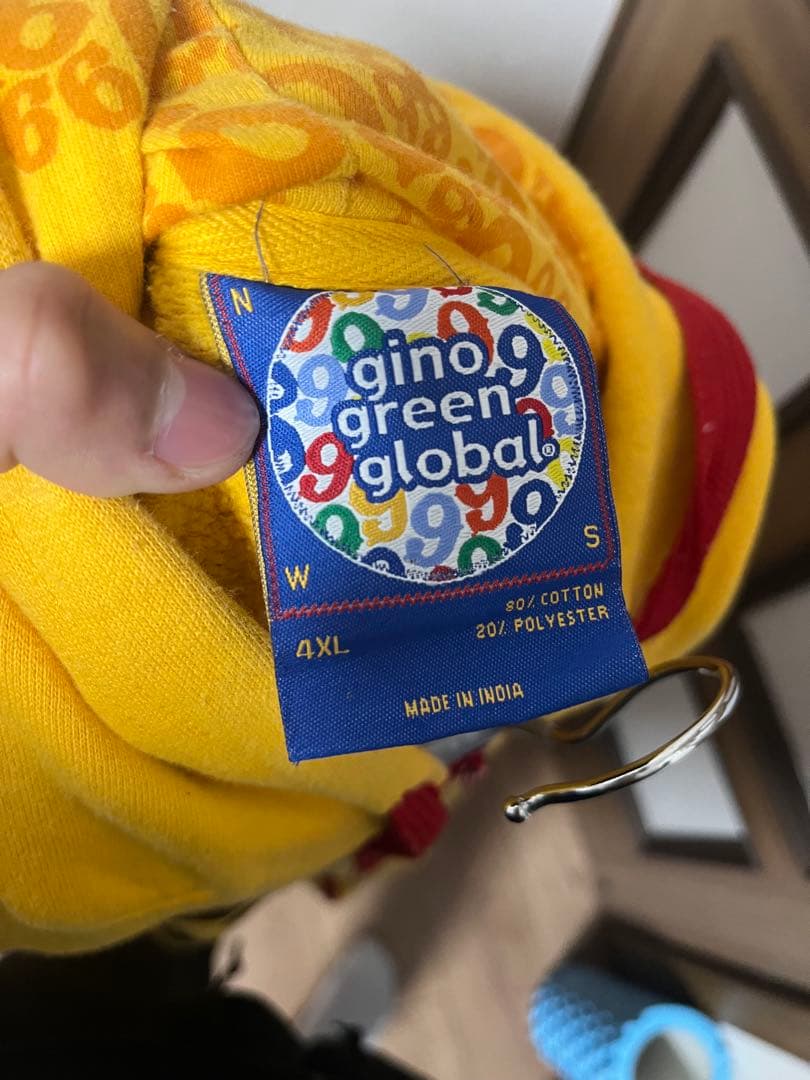 N
gino
green
global®
W S
4XL
80% COTTON
20% POLYESTER
MADE IN INDIA